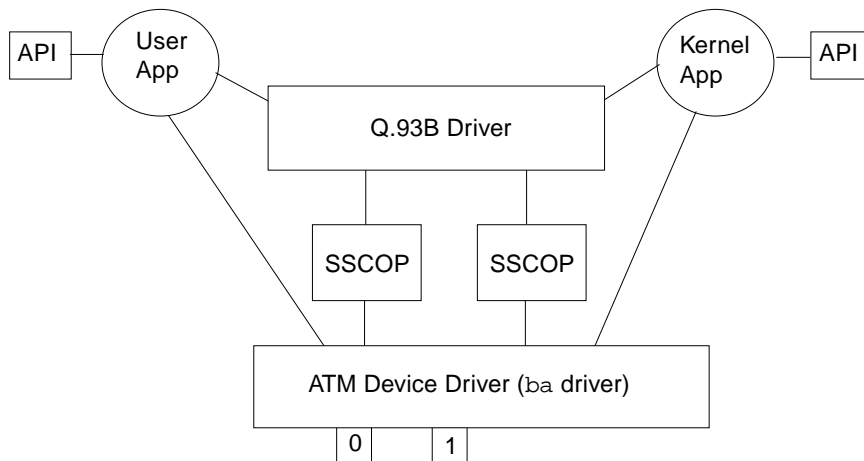 API
User
App
Kernel
App
API
Q.93B Driver
SSCOP
SSCOP
ATM Device Driver (ba driver)
0
1